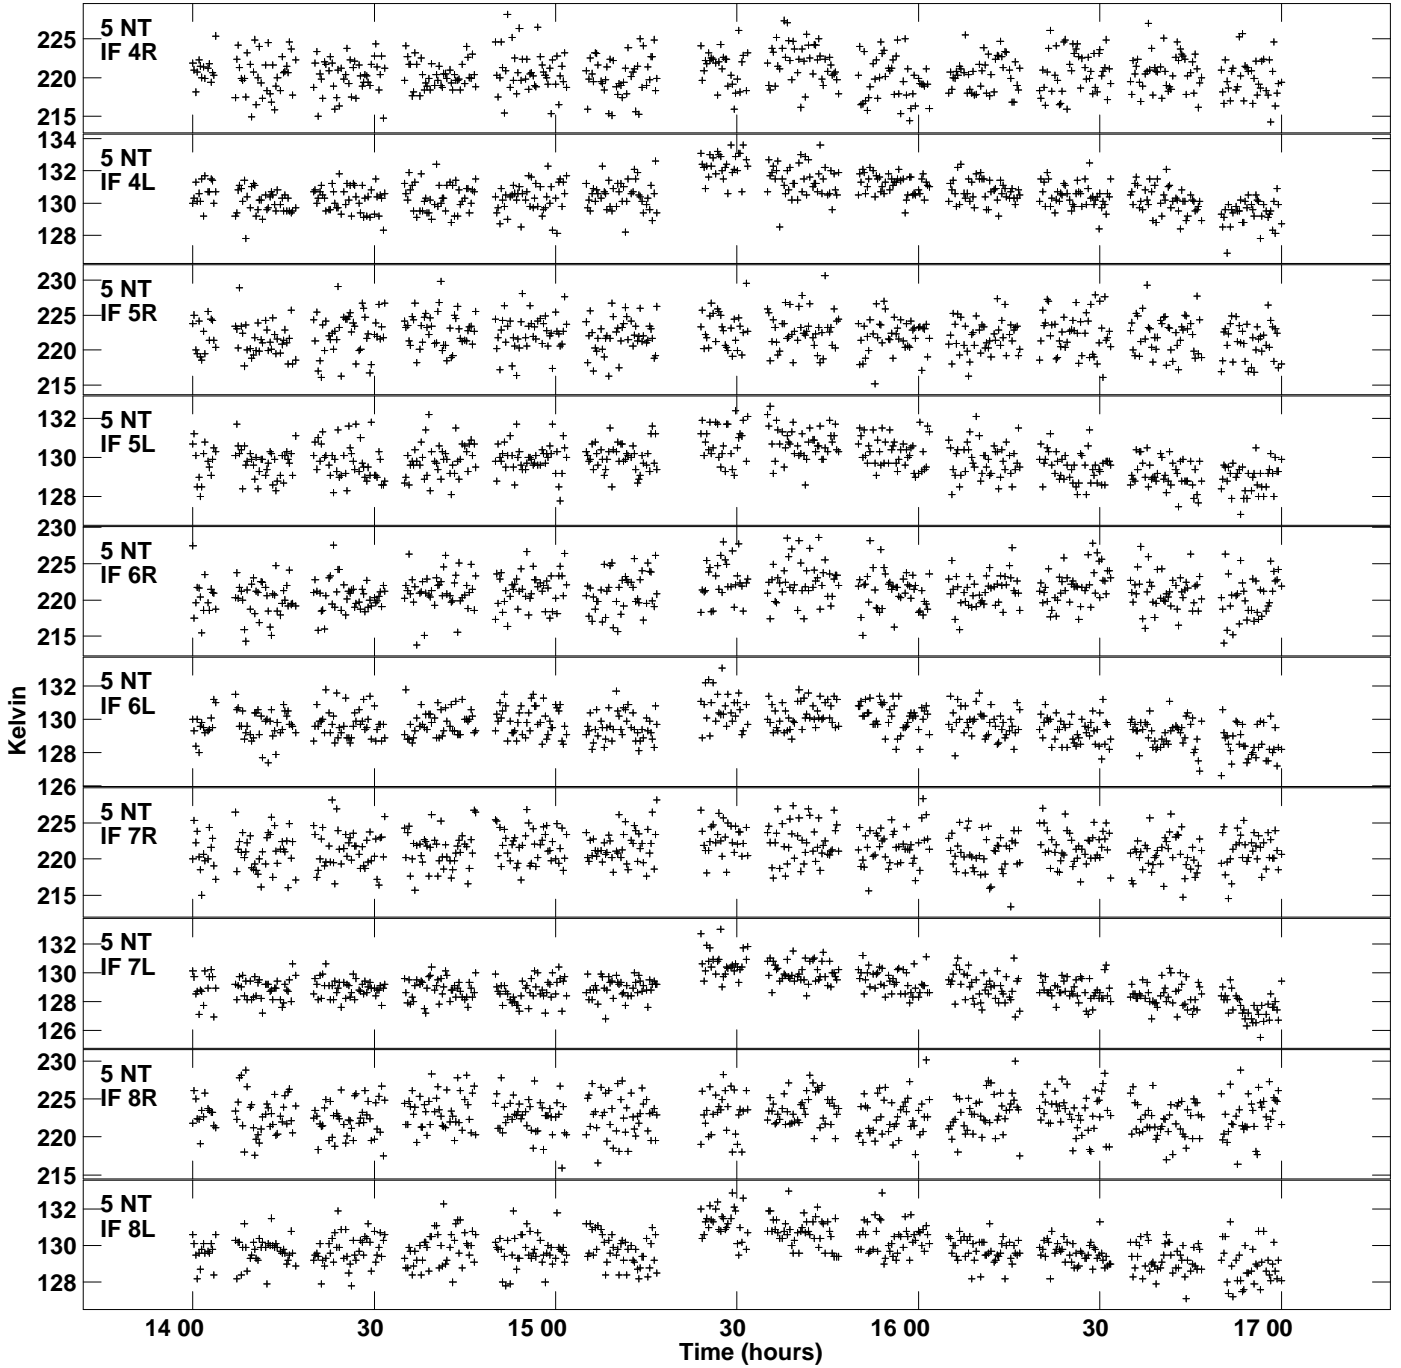 5 NT
IF 4R
225
220
215
5 NT
IF 4L
134
132
130
128
5 NT
IF 5R
230
225
220
215
5 NT
IF 5L
132
130
128
5 NT
IF 6R
230
225
220
215
5 NT
IF 6L
132
130
128
126
Kelvin
5 NT
IF 7R
225
220
215
5 NT
IF 7L
132
130
128
126
5 NT
IF 8R
230
225
220
215
5 NT
IF 8L
132
130
128
14 00 30 15 00 30 16 00 30 17 00
Time (hours)